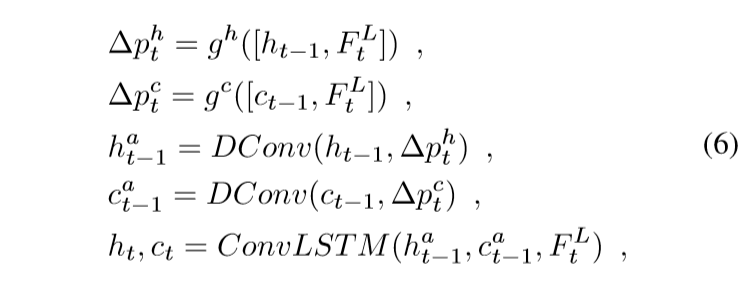 Δp_t^h = g^h([h_{t−1}, F_t^L]) ,
Δp_t^c = g^c([c_{t−1}, F_t^L]) ,
h_{t−1}^a = DConv(h_{t−1}, Δp_t^h) , (6)
c_{t−1}^a = DConv(c_{t−1}, Δp_t^c) ,
h_t, c_t = ConvLSTM(h_{t−1}^a, c_{t−1}^a, F_t^L) ,